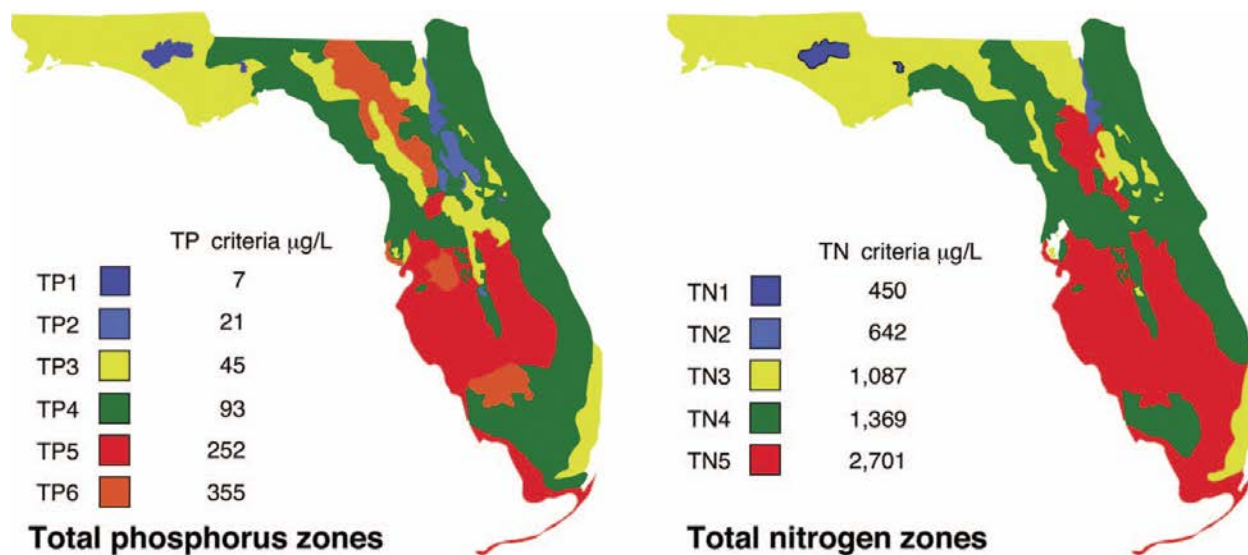 TP criteria µg/L
TP1 7
TP2 21
TP3 45
TP4 93
TP5 252
TP6 355
Total phosphorus zones
TN criteria µg/L
TN1 450
TN2 642
TN3 1,087
TN4 1,369
TN5 2,701
Total nitrogen zones